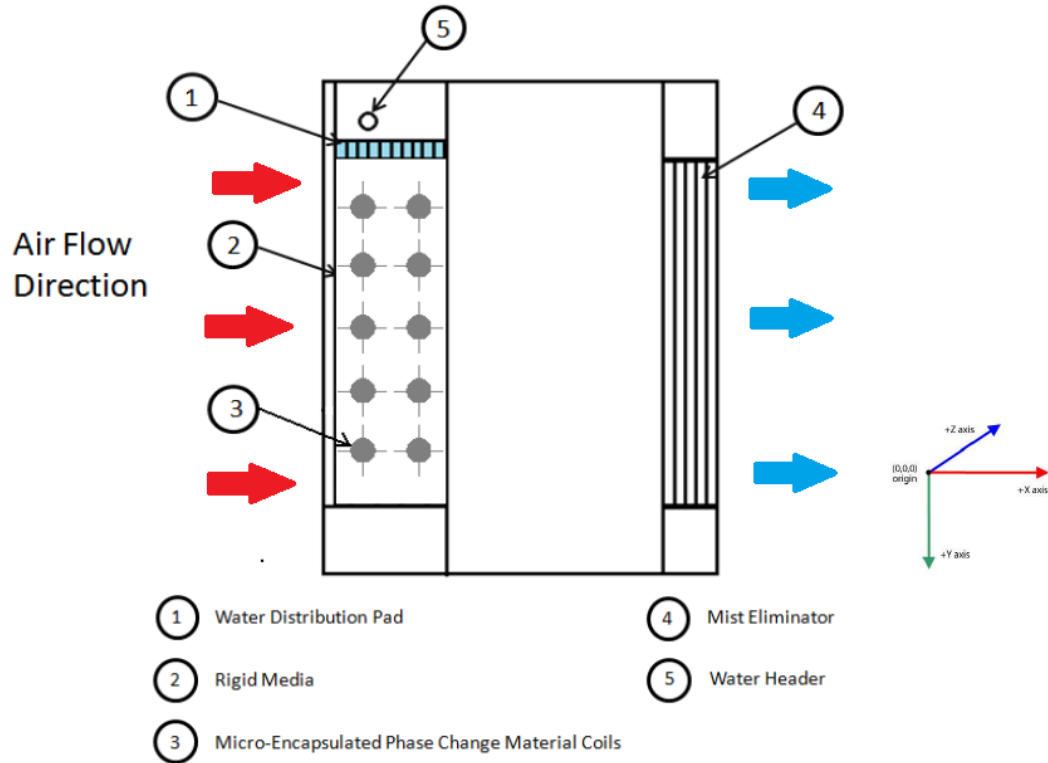 5
1
4
Air Flow
Direction
2
3
+Z axis
(0,0,0)
origin
+X axis
+Y axis
1 Water Distribution Pad
4 Mist Eliminator
2 Rigid Media
5 Water Header
3 Micro-Encapsulated Phase Change Material Coils